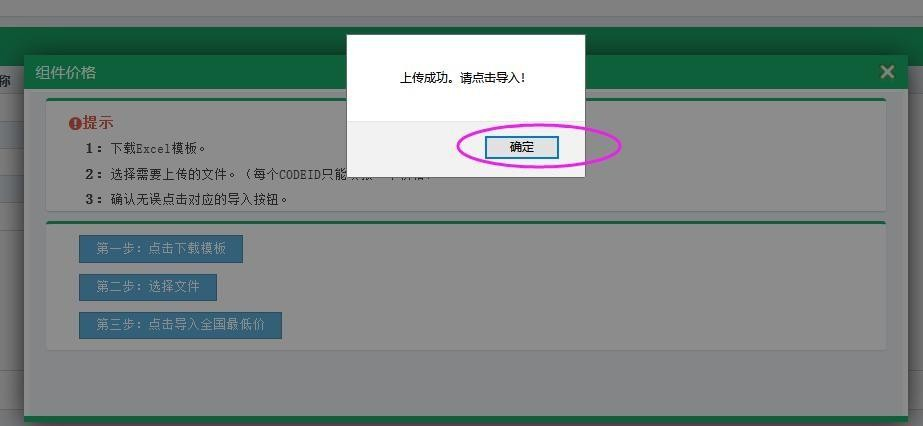 称
组件价格
上传成功。请点击导入!
确定
提示
1：下载Excel模板。
2：选择需要上传的文件。（每个CODEID只能
3：确认无误点击对应的导入按钮。
第一步：点击下载模板
第二步：选择文件
第三步：点击导入全国最低价